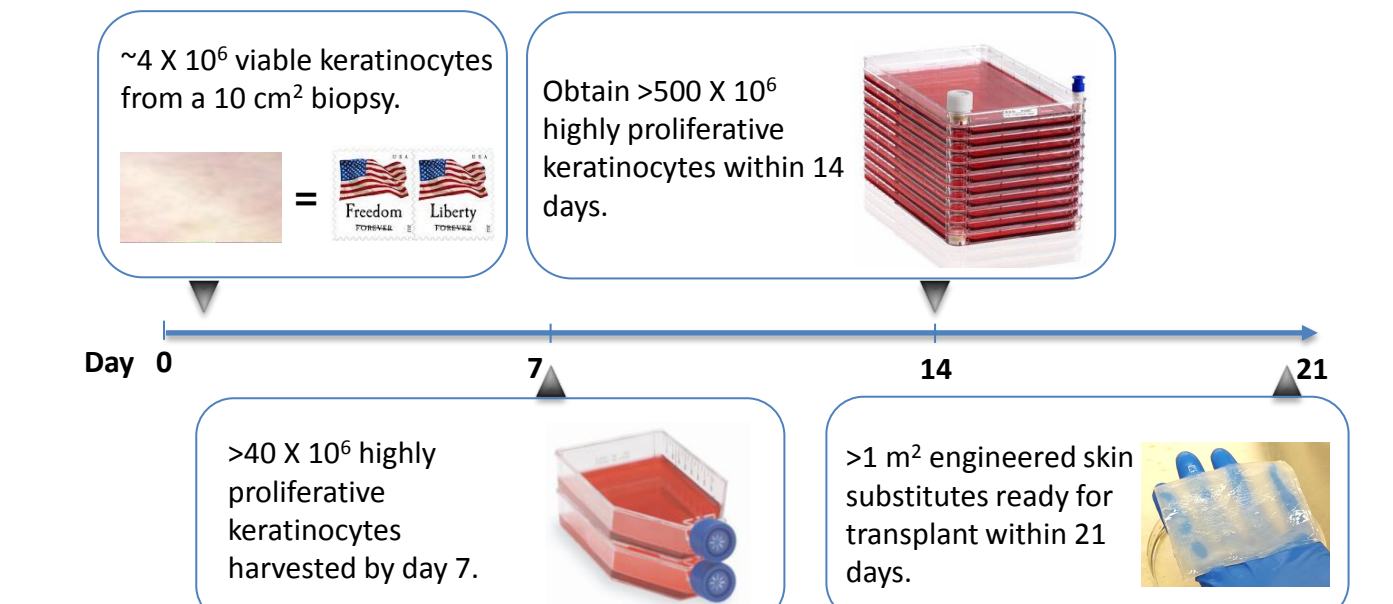 ~4 X 10⁶ viable keratinocytes
from a 10 cm² biopsy.
=
USA
Freedom
FOREVER
USA
Liberty
FOREVER
Obtain >500 X 10⁶
highly proliferative
keratinocytes within 14
days.
Day 0
7
14
21
>40 X 10⁶ highly
proliferative
keratinocytes
harvested by day 7.
>1 m² engineered skin
substitutes ready for
transplant within 21
days.